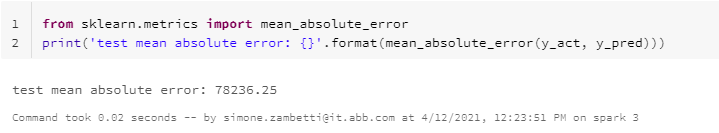 1 from sklearn.metrics import mean_absolute_error
2 print('test mean absolute error: {}'.format(mean_absolute_error(y_act, y_pred)))
test mean absolute error: 78236.25
Command took 0.02 seconds -- by simone.zambetti@it.abb.com at 4/12/2021, 12:23:51 PM on spark 3